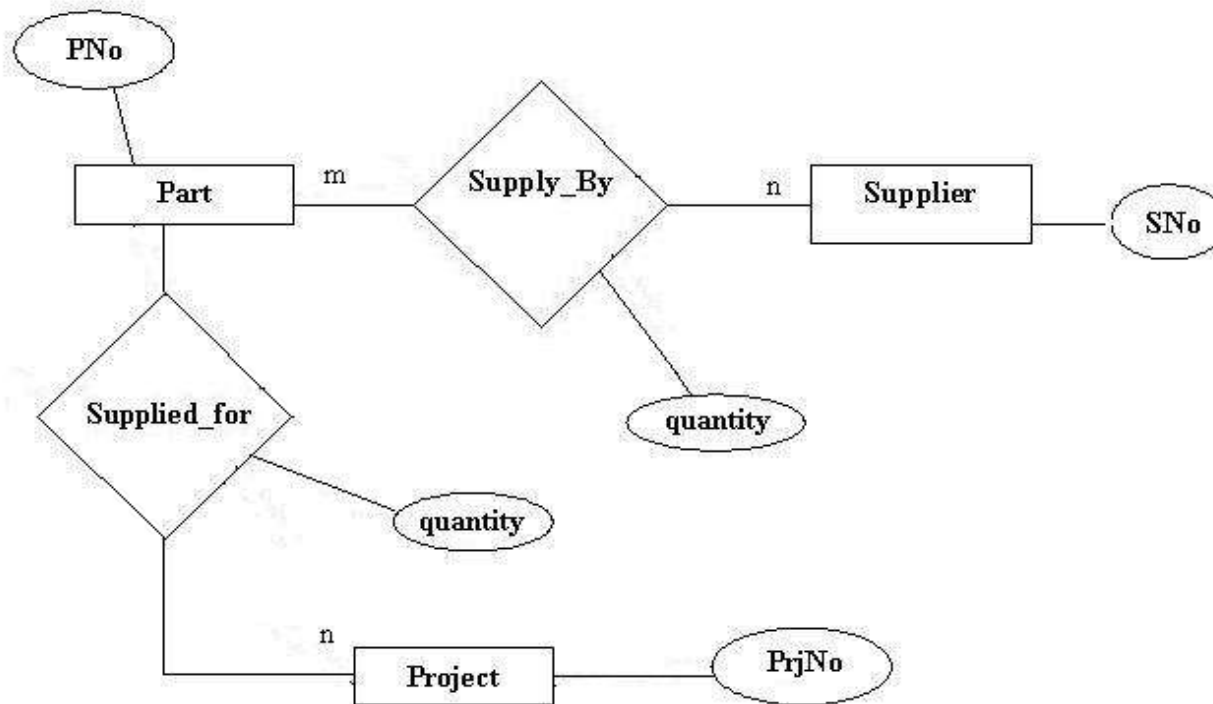 PNo
Part
m
Supply_By
n
Supplier
SNo
Supplied_for
quantity
quantity
n
Project
PrjNo